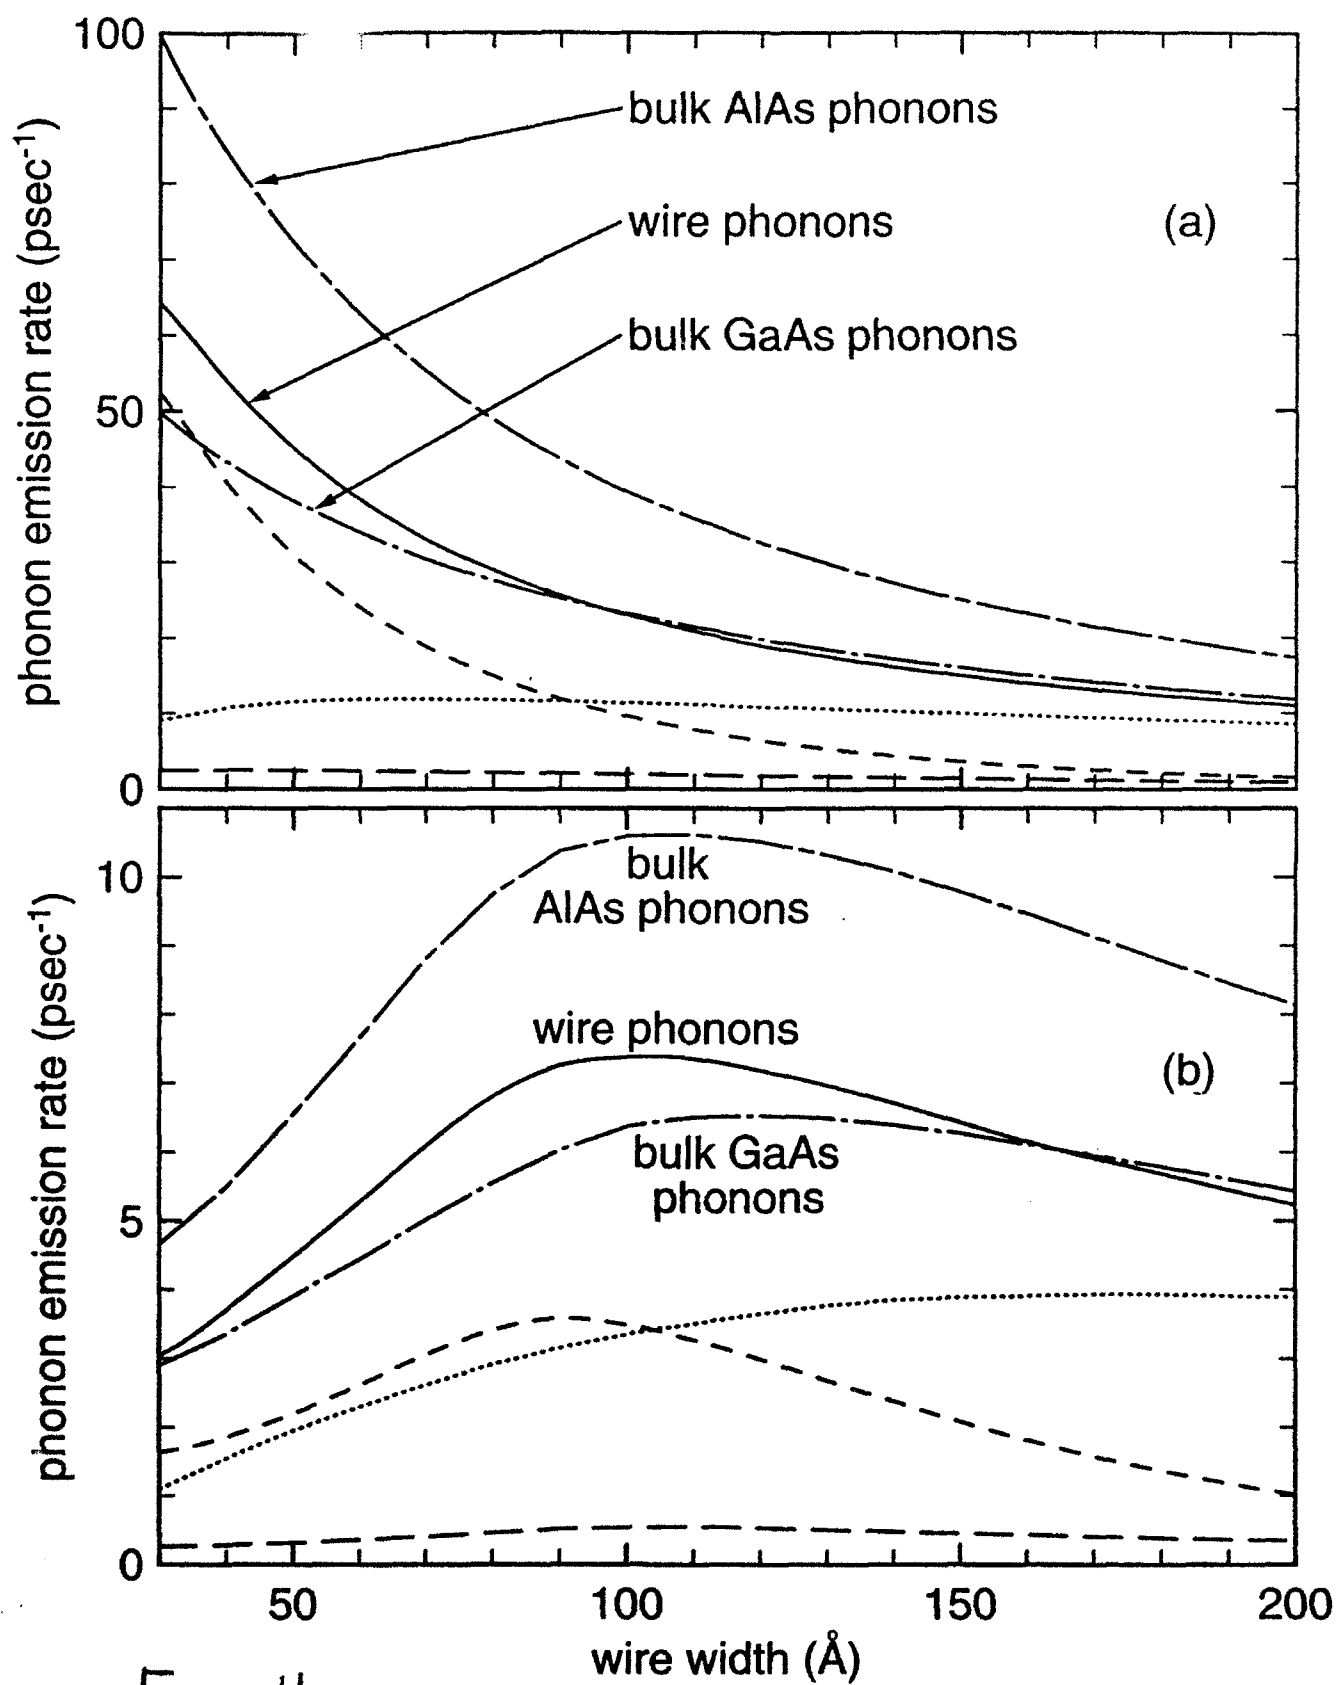 100
bulk AlAs phonons
wire phonons
(a)
bulk GaAs phonons
50
phonon emission rate (psec⁻¹)
0
10
bulk
AlAs phonons
wire phonons
(b)
bulk GaAs
phonons
5
phonon emission rate (psec⁻¹)
0
50 100 150 200
wire width (Å)